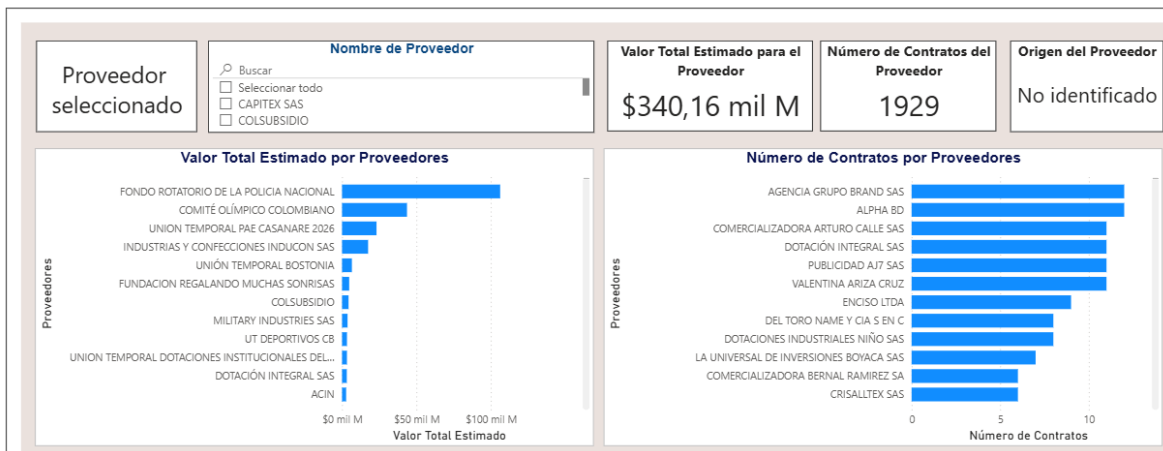 Proveedor
seleccionado
Nombre de Proveedor
Buscar
Seleccionar todo
CAPITEX SAS
COLSUBSIDIO
Valor Total Estimado para el
Proveedor
$340,16 mil M
Número de Contratos del
Proveedor
1929
Origen del Proveedor
No identificado
Valor Total Estimado por Proveedores
Proveedores
FONDO ROTATORIO DE LA POLICIA NACIONAL
COMITÉ OLÍMPICO COLOMBIANO
UNION TEMPORAL PAE CASANARE 2026
INDUSTRIAS Y CONFECCIONES INDUCON SAS
UNIÓN TEMPORAL BOSTONIA
FUNDACION REGALANDO MUCHAS SONRISAS
COLSUBSIDIO
MILITARY INDUSTRIES SAS
UT DEPORTIVOS CB
UNION TEMPORAL DOTACIONES INSTITUCIONALES DEL...
DOTACIÓN INTEGRAL SAS
ACIN
$0 mil M $50 mil M $100 mil M
Valor Total Estimado
Número de Contratos por Proveedores
Proveedores
AGENCIA GRUPO BRAND SAS
ALPHA BD
COMERCIALIZADORA ARTURO CALLE SAS
DOTACIÓN INTEGRAL SAS
PUBLICIDAD AJ7 SAS
VALENTINA ARIZA CRUZ
ENCISO LTDA
DEL TORO NAME Y CIA S EN C
DOTACIONES INDUSTRIALES NIÑO SAS
LA UNIVERSAL DE INVERSIONES BOYACA SAS
COMERCIALIZADORA BERNAL RAMIREZ SA
CRISALLTEX SAS
0 5 10
Número de Contratos